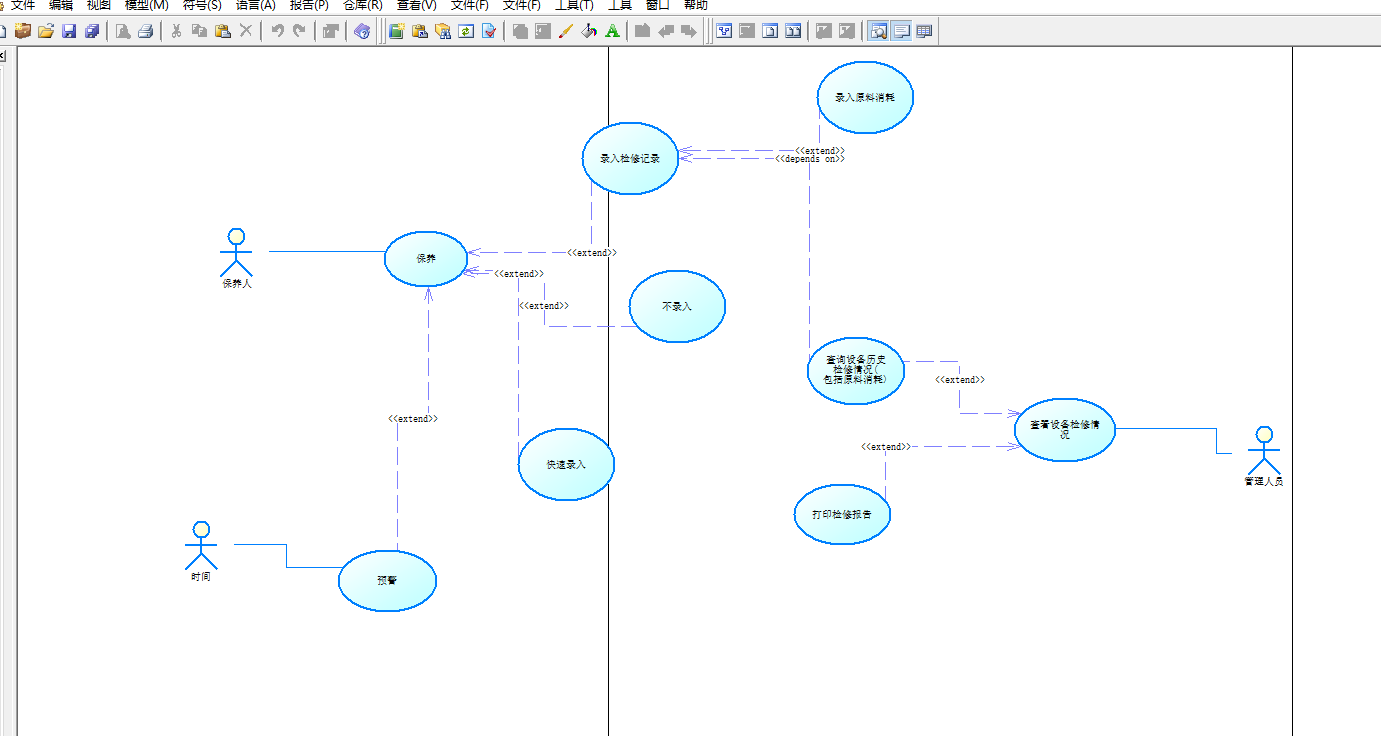 文件 编辑 视图 模型(M) 符号(S) 语言(A) 报告(P) 仓库(R) 查看(V) 文件(F) 文件(F) 工具(T) 工具 窗口 帮助
录入原料消耗
<<extend>>
<<depends on>>
录入检修记录
<<extend>>
保养人
保养
<<extend>>
<<extend>>
不录入
查询设备历史
检修情况(
包括原料消耗)
<<extend>>
<<extend>>
查看设备检修情
况
<<extend>>
管理人员
快速录入
打印检修报告
时间
预警